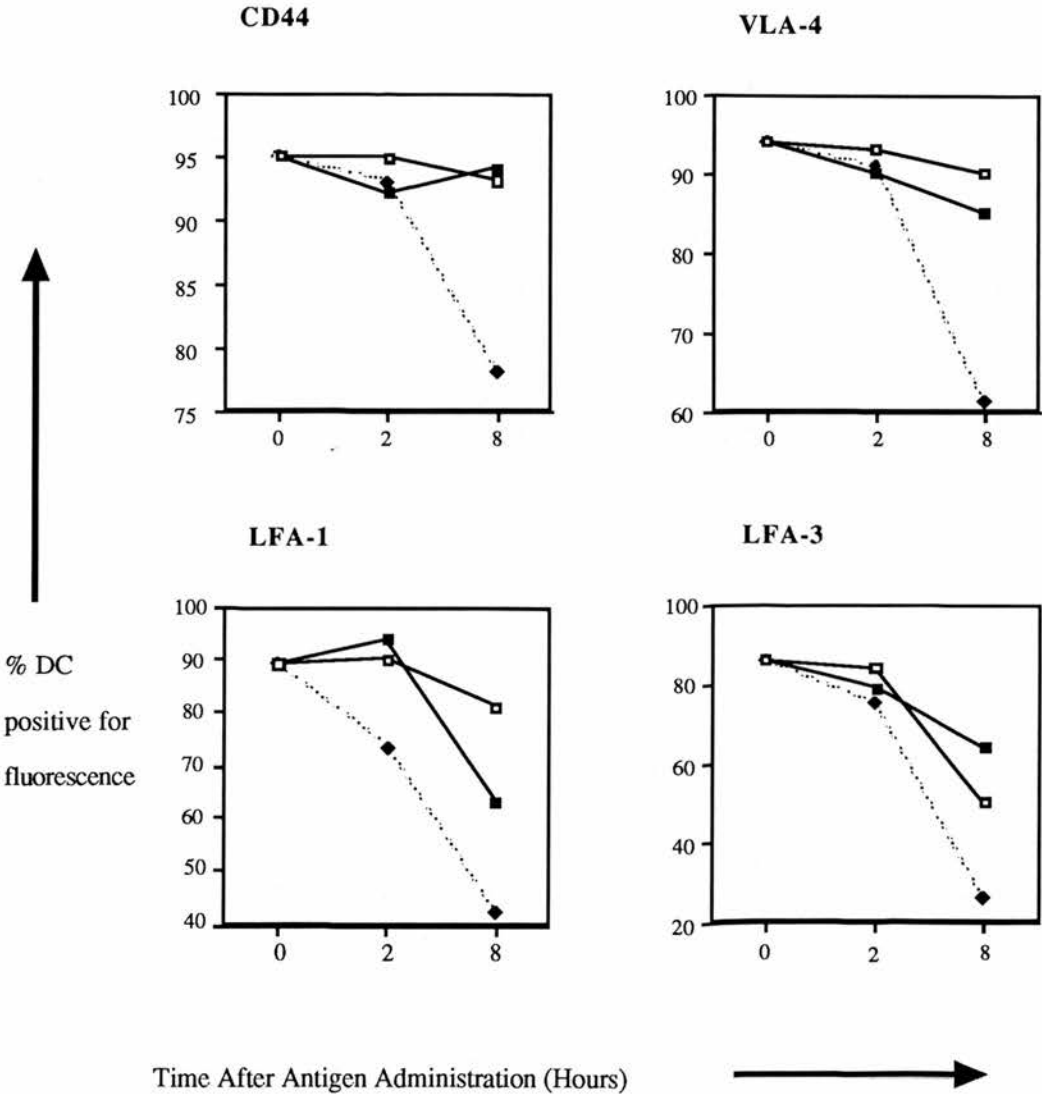 CD44
VLA-4
100
95
90
85
80
75
0 2 8
100
90
80
70
60
0 2 8
% DC
positive for
fluorescence
LFA-1
LFA-3
100
90
80
70
60
50
40
0 2 8
100
80
60
40
20
0 2 8
Time After Antigen Administration (Hours)